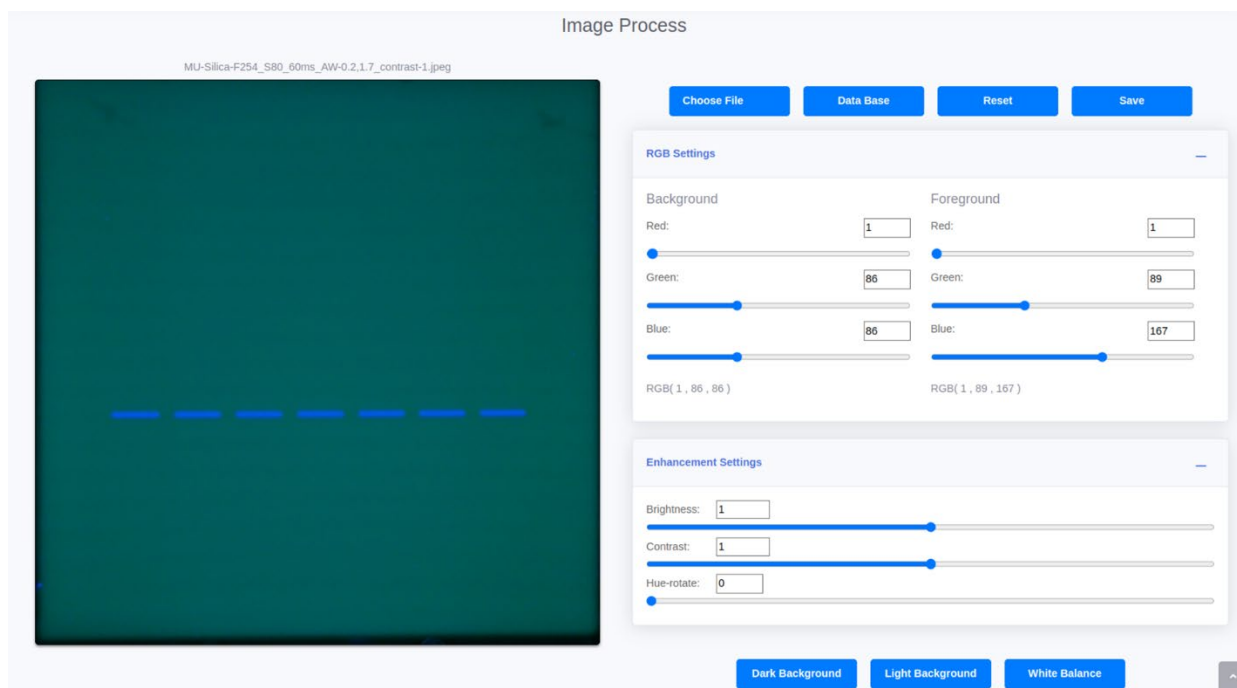 Image Process
MU-Silica-F254_S80_60ms_AW-0.2,1.7_contrast-1.jpeg
Choose File
Data Base
Reset
Save
RGB Settings
Background
Red: 1
Green: 86
Blue: 86
RGB( 1 , 86 , 86 )
Foreground
Red: 1
Green: 89
Blue: 167
RGB( 1 , 89 , 167 )
Enhancement Settings
Brightness: 1
Contrast: 1
Hue-rotate: 0
Dark Background
Light Background
White Balance